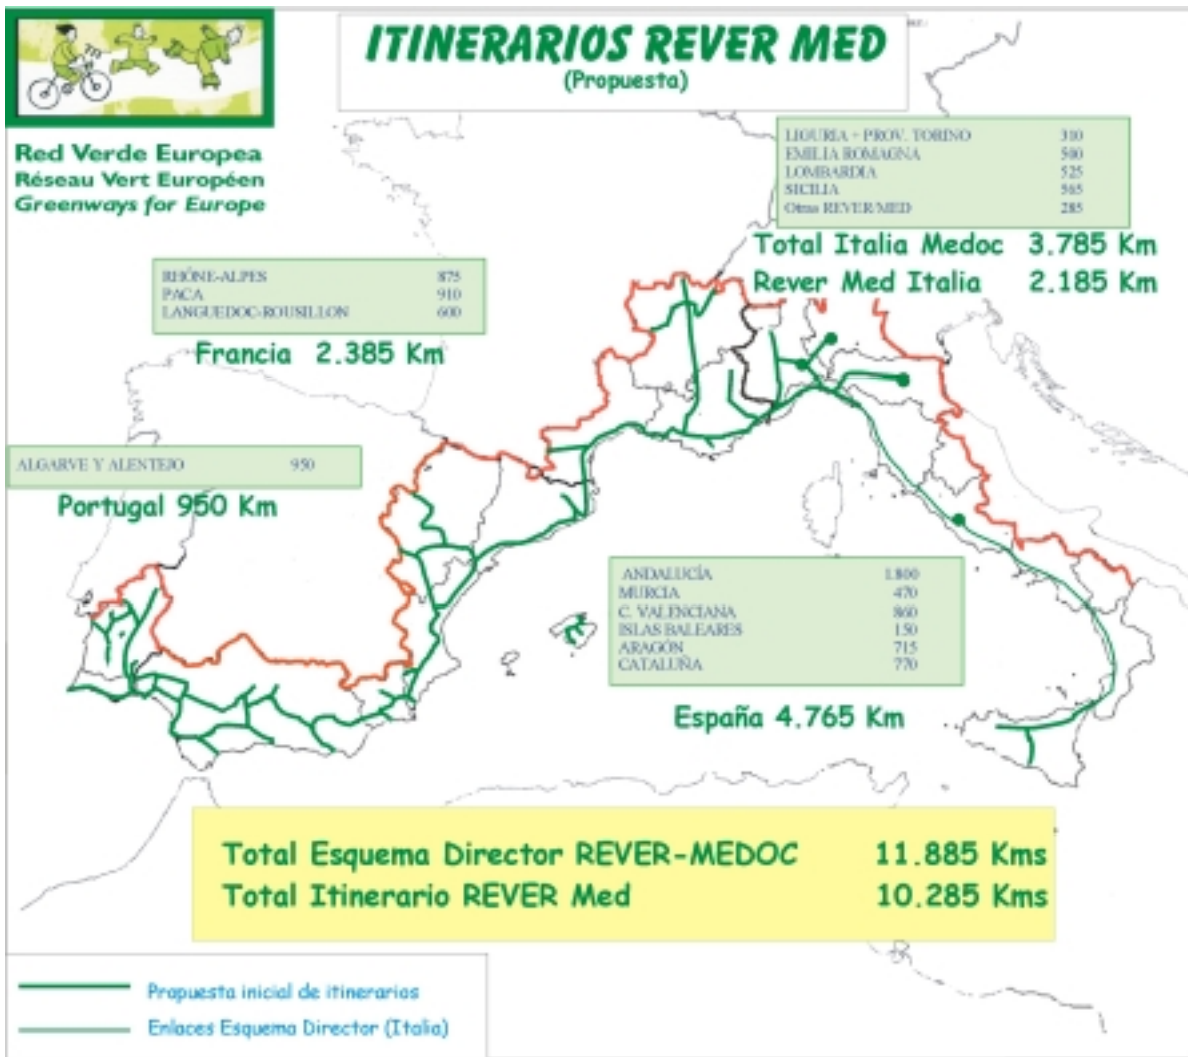 ITINERARIOS REVER MED
(Propuesta)
Red Verde Europea
Réseau Vert Européen
Greenways for Europe
LIGURIA + PROV. TORINO 310
EMILIA ROMAGNA 500
LOMBARDIA 525
SICILIA 565
Otras REVER/MED 285
Total Italia Medoc 3.785 Km
Rever Med Italia 2.185 Km
RHÔNE-ALPES 875
PACA 910
LANGUEDOC-ROUSILLON 600
Francia 2.385 Km
ALGARVE Y ALENTEJO 950
Portugal 950 Km
ANDALUCÍA 1.800
MURCIA 470
C. VALENCIANA 860
ISLAS BALEARES 150
ARAGÓN 715
CATALUÑA 770
España 4.765 Km
Total Esquema Director REVER-MEDOC 11.885 Kms
Total Itinerario REVER Med 10.285 Kms
Propuesta inicial de itinerarios
Enlaces Esquema Director (Italia)